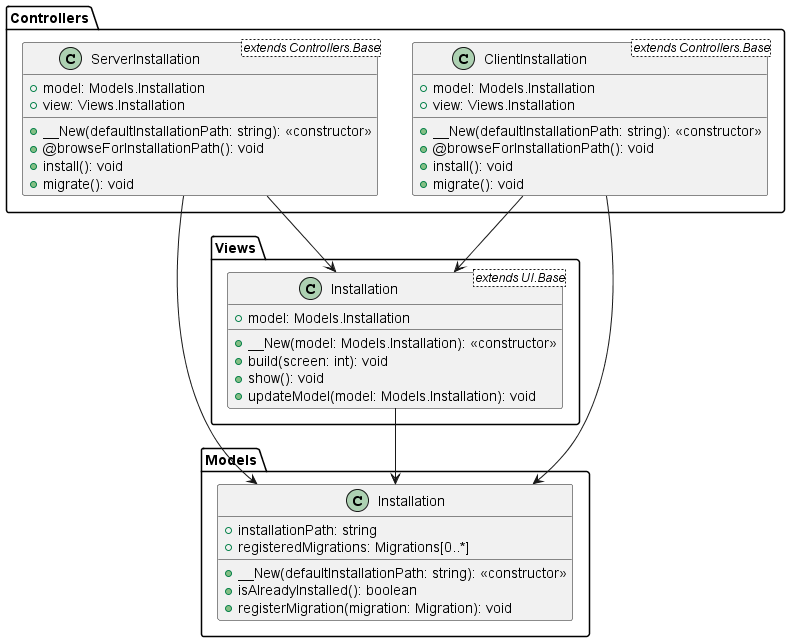 Controllers
C ServerInstallation
extends Controllers.Base
model: Models.Installation
view: Views.Installation
__New(defaultInstallationPath: string): «constructor»
@browseForInstallationPath(): void
install(): void
migrate(): void
C ClientInstallation
extends Controllers.Base
model: Models.Installation
view: Views.Installation
__New(defaultInstallationPath: string): «constructor»
@browseForInstallationPath(): void
install(): void
migrate(): void
Views
C Installation
extends UI.Base
model: Models.Installation
__New(model: Models.Installation): «constructor»
build(screen: int): void
show(): void
updateModel(model: Models.Installation): void
Models
C Installation
installationPath: string
registeredMigrations: Migrations[0..*]
__New(defaultInstallationPath: string): «constructor»
isAlreadyInstalled(): boolean
registerMigration(migration: Migration): void